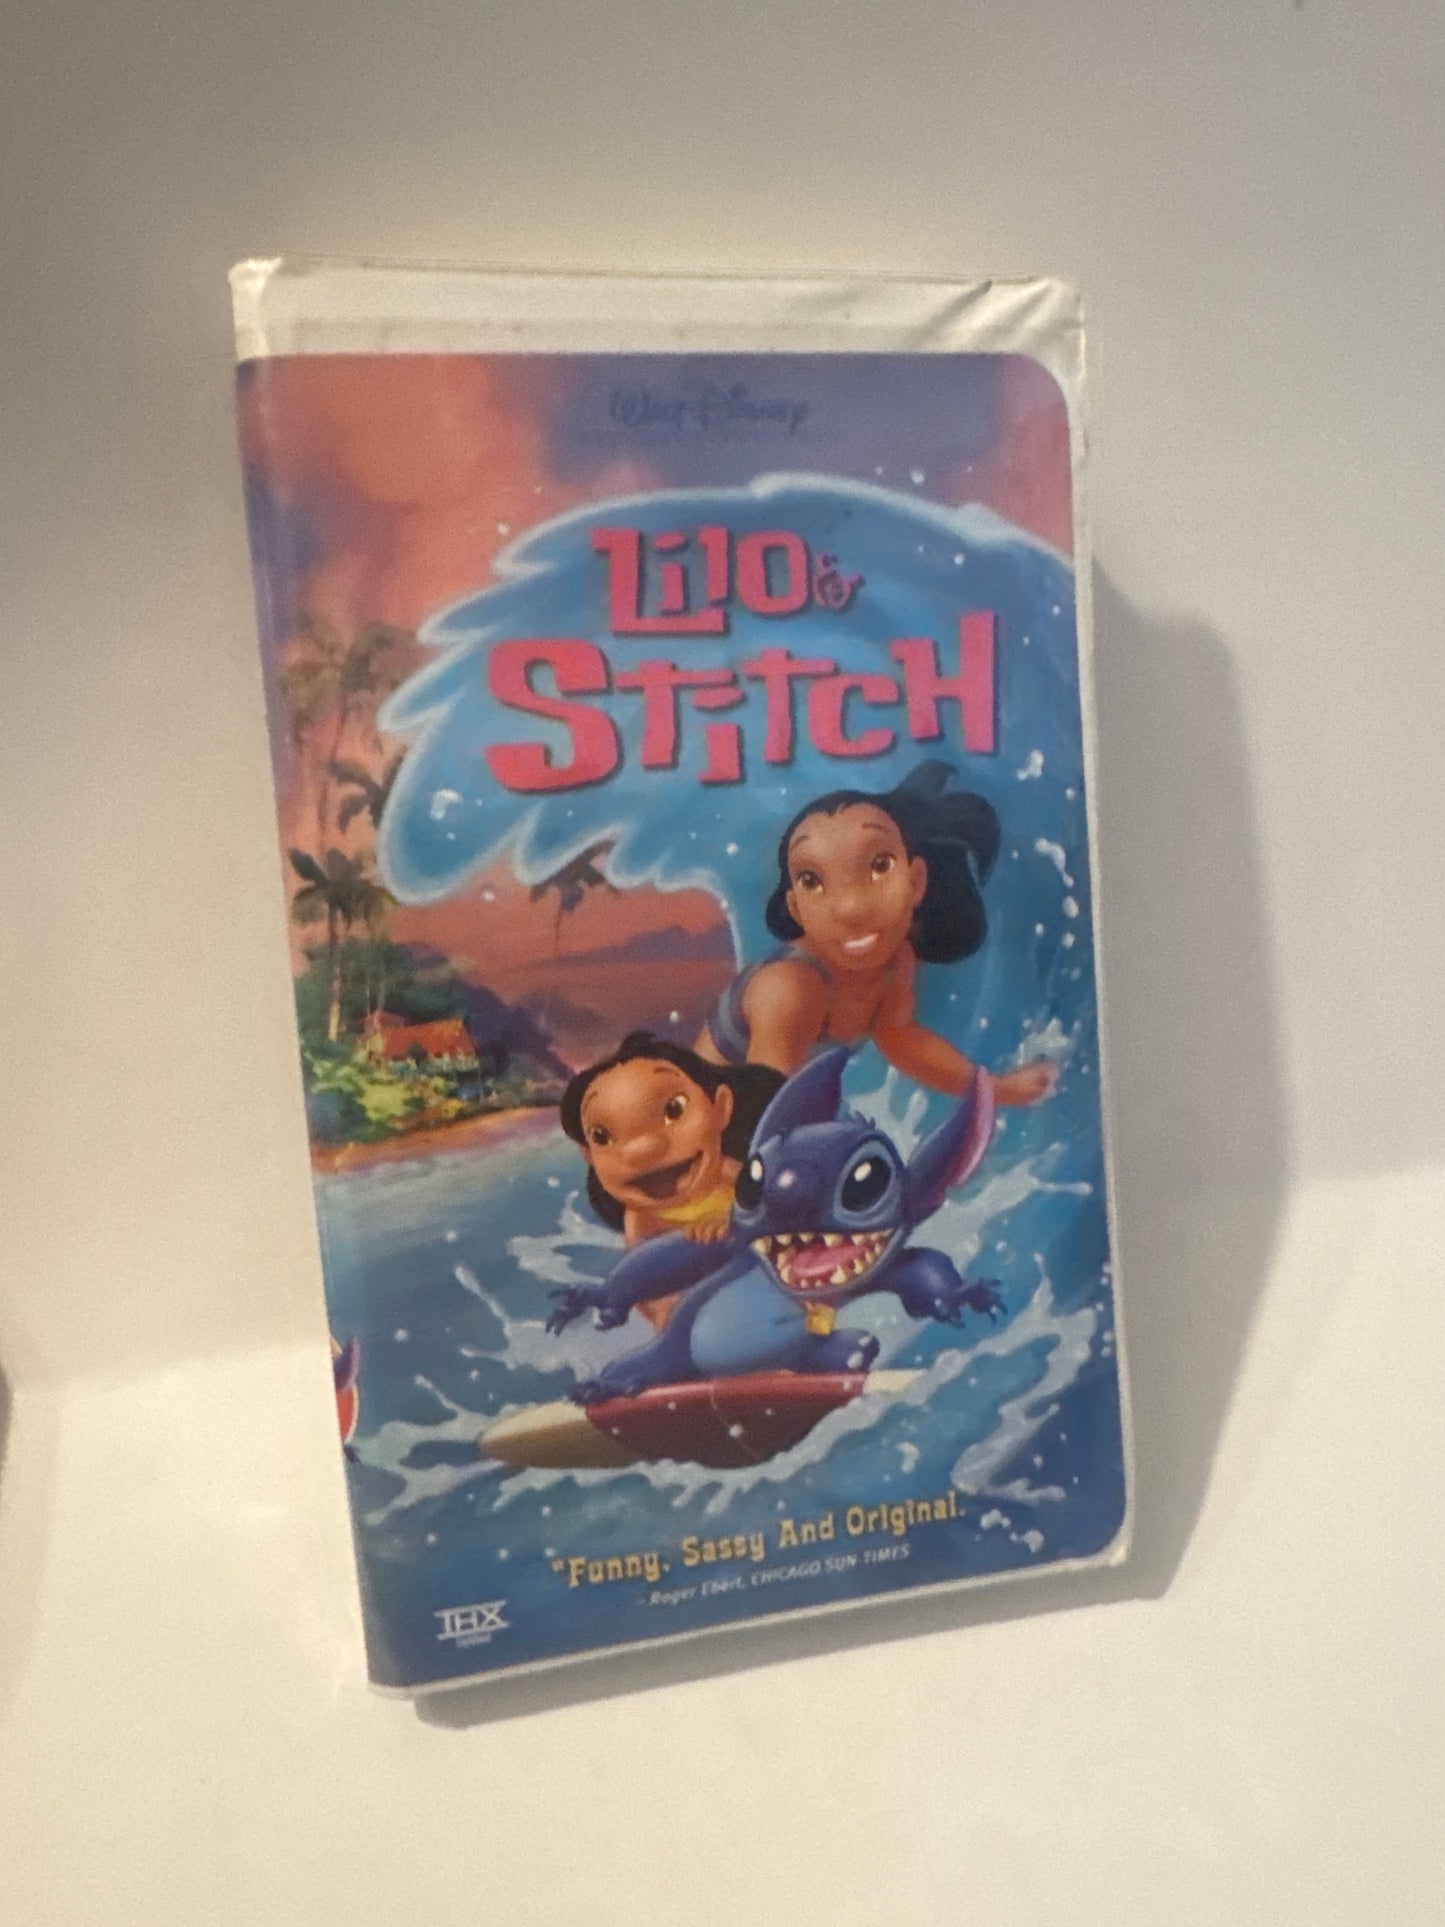 WALT DISNEY
Lilo &
STITCH
"Funny, Sassy And Original."
- Roger Ebert, CHICAGO SUN TIMES
THX